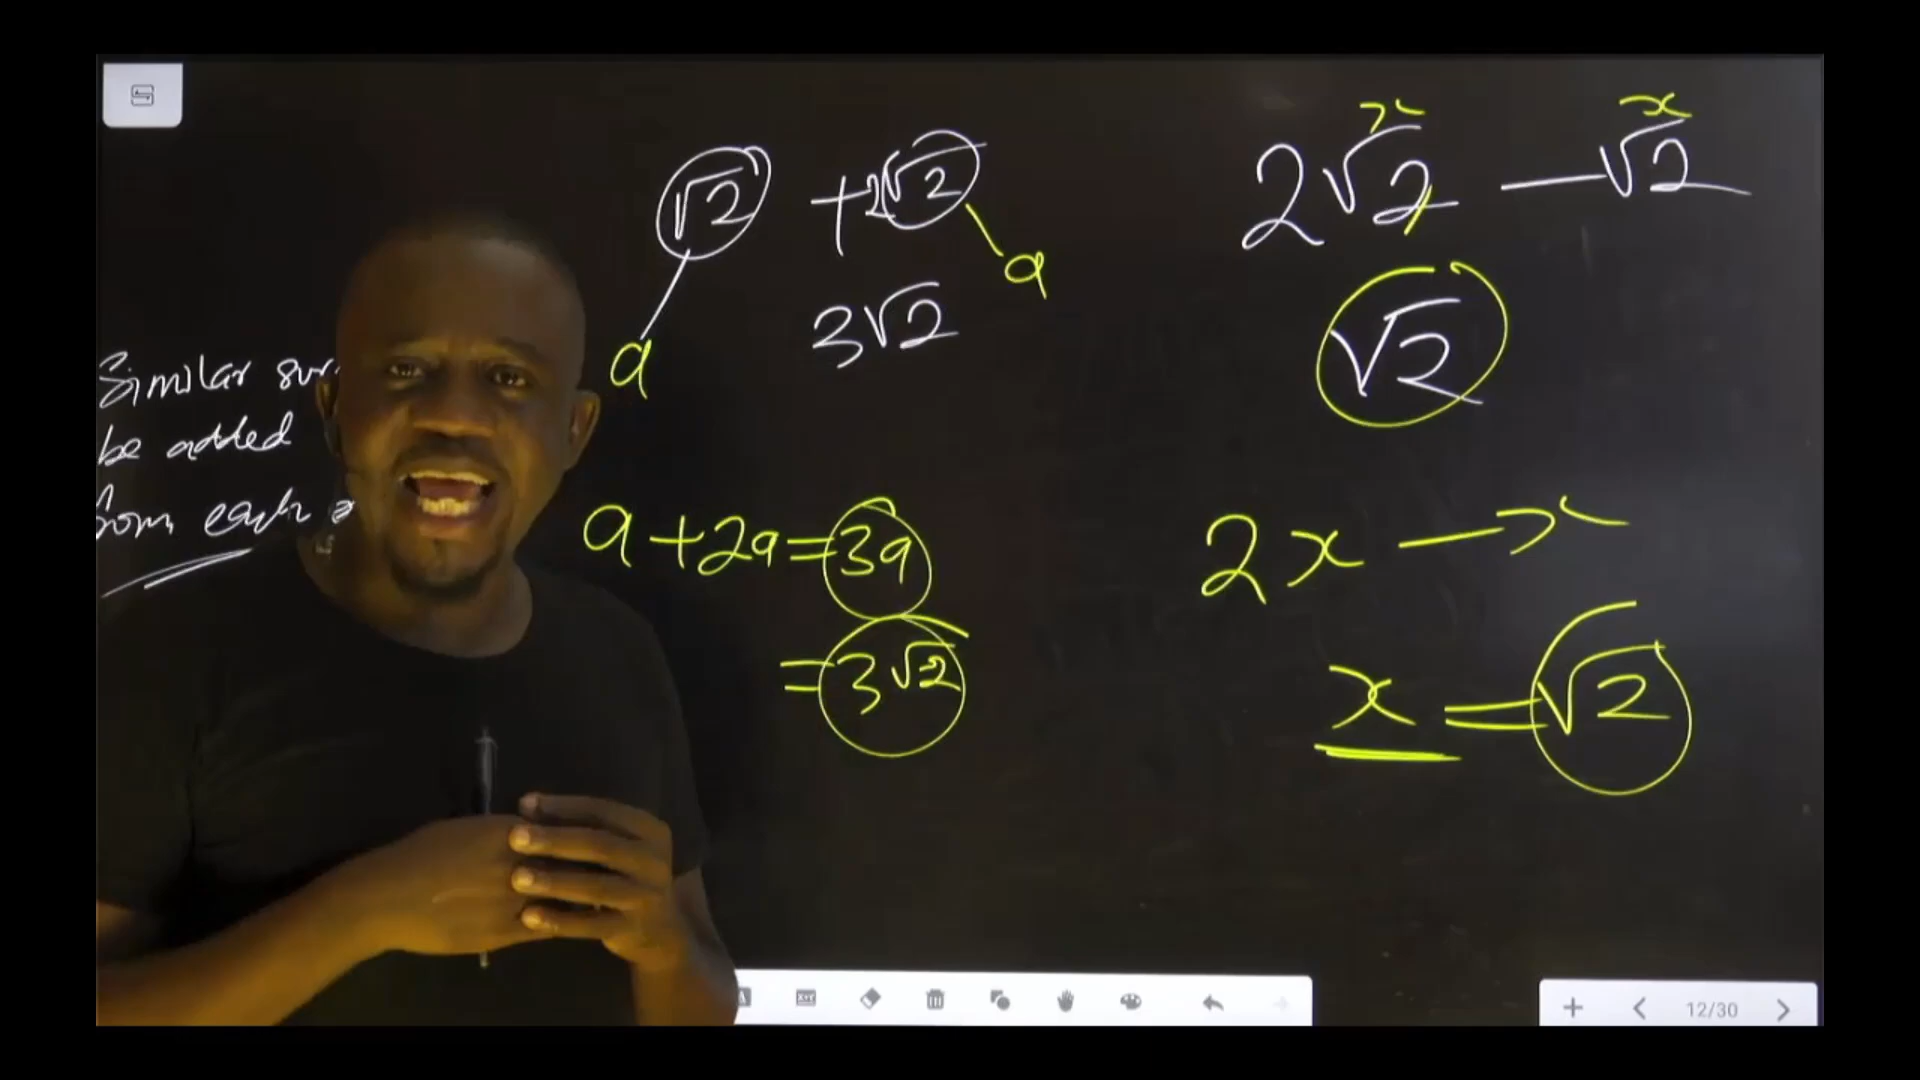 Similar
be added
from each
√2 + 2√2
a
a
3√2
a + 2a = 3a
= 3√2
x x
2√2 — √2
√2
2x — x
x = √2
12/30